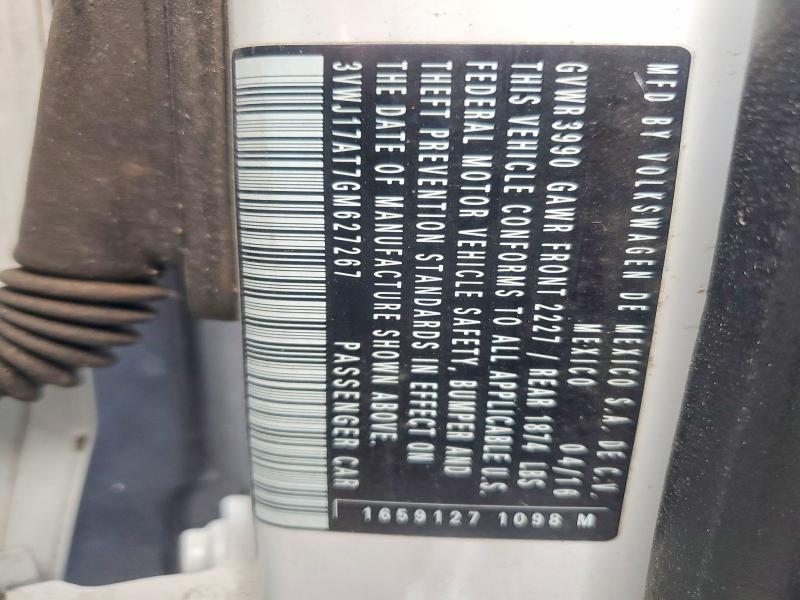 MFD BY VOLKSWAGEN DE MEXICO S.A. DE C.V.
MEXICO 04/16
GVWR 3990 GAWR FRONT 2227 / REAR 1874 LBS
THIS VEHICLE CONFORMS TO ALL APPLICABLE U.S.
FEDERAL MOTOR VEHICLE SAFETY, BUMPER AND
THEFT PREVENTION STANDARDS IN EFFECT ON
THE DATE OF MANUFACTURE SHOWN ABOVE.
3VWJ17AT7GM627267 PASSENGER CAR
1659127 1098 M